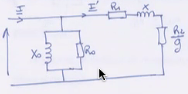 I I' R₁ X
X₀ R₀ R₂/g